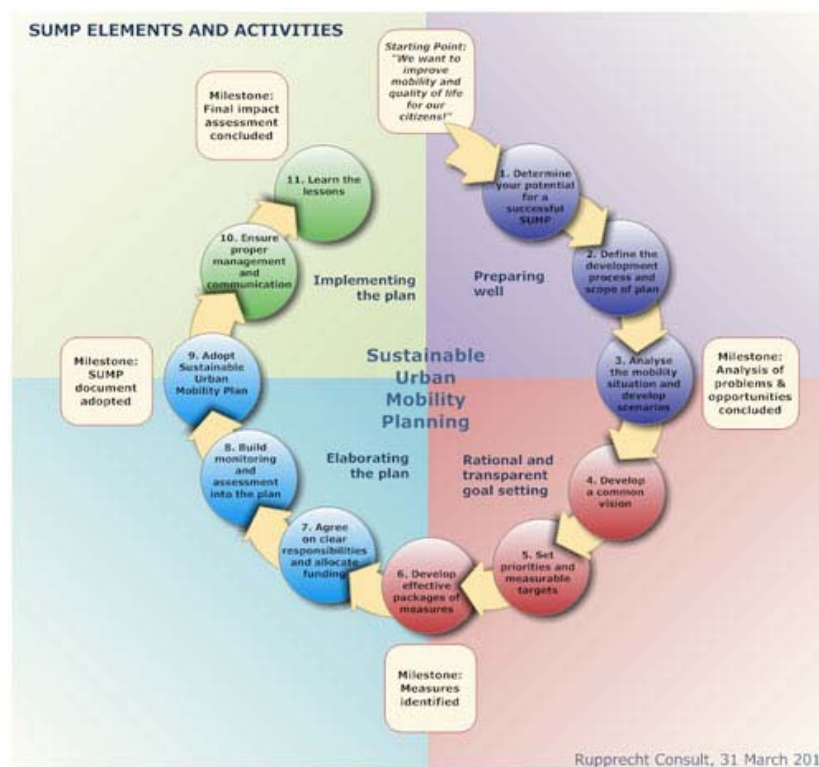 SUMP ELEMENTS AND ACTIVITIES
Starting Point:
"We want to
improve
mobility and
quality of life
for our
citizens!"
1. Determine
your potential
for a
successful
SUMP
2. Define the
development
process and
scope of plan
3. Analyse
the mobility
situation and
develop
scenarios
Milestone:
Analysis of
problems &
opportunities
concluded
4. Develop
a common
vision
5. Set
priorities and
measurable
targets
6. Develop
effective
packages of
measures
Milestone:
Measures
identified
7. Agree
on clear
responsibilities
and allocate
funding
8. Build
monitoring
and
assessment
into the plan
9. Adopt
Sustainable
Urban
Mobility Plan
Milestone:
SUMP
document
adopted
10. Ensure
proper
management
and
communication
11. Learn the
lessons
Milestone:
Final impact
assessment
concluded
Implementing
the plan
Preparing
well
Sustainable
Urban
Mobility
Planning
Elaborating
the plan
Rational and
transparent
goal setting
Rupprecht Consult, 31 March 201